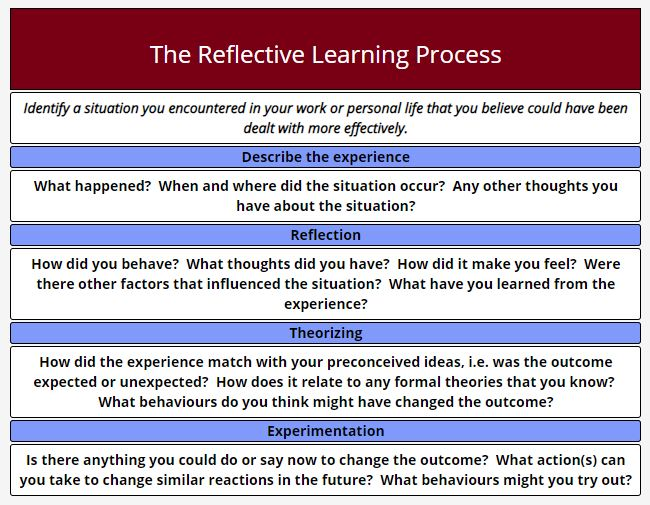 The Reflective Learning Process
Identify a situation you encountered in your work or personal life that you believe could have been
dealt with more effectively.
Describe the experience
What happened?  When and where did the situation occur?  Any other thoughts you
have about the situation?
Reflection
How did you behave?  What thoughts did you have?  How did it make you feel?  Were
there other factors that influenced the situation?  What have you learned from the
experience?
Theorizing
How did the experience match with your preconceived ideas, i.e. was the outcome
expected or unexpected?  How does it relate to any formal theories that you know?
What behaviours do you think might have changed the outcome?
Experimentation
Is there anything you could do or say now to change the outcome?  What action(s) can
you take to change similar reactions in the future?  What behaviours might you try out?